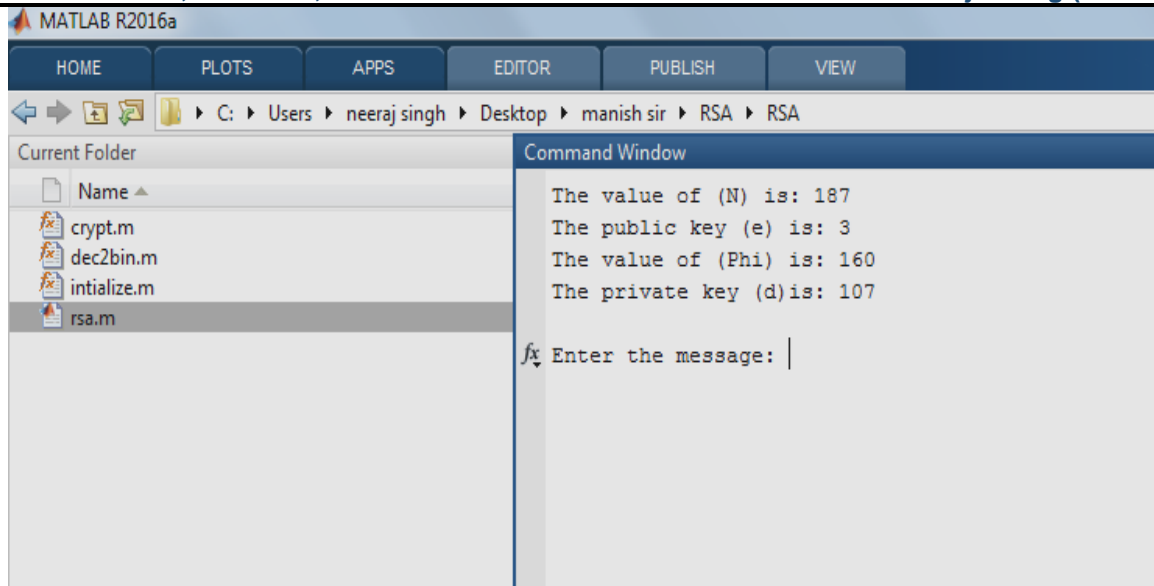 MATLAB R2016a
HOME PLOTS APPS EDITOR PUBLISH VIEW
C: Users neeraj singh Desktop manish sir RSA RSA
Current Folder
Name
crypt.m
dec2bin.m
intialize.m
rsa.m
Command Window
The value of (N) is: 187
The public key (e) is: 3
The value of (Phi) is: 160
The private key (d)is: 107
fx Enter the message: